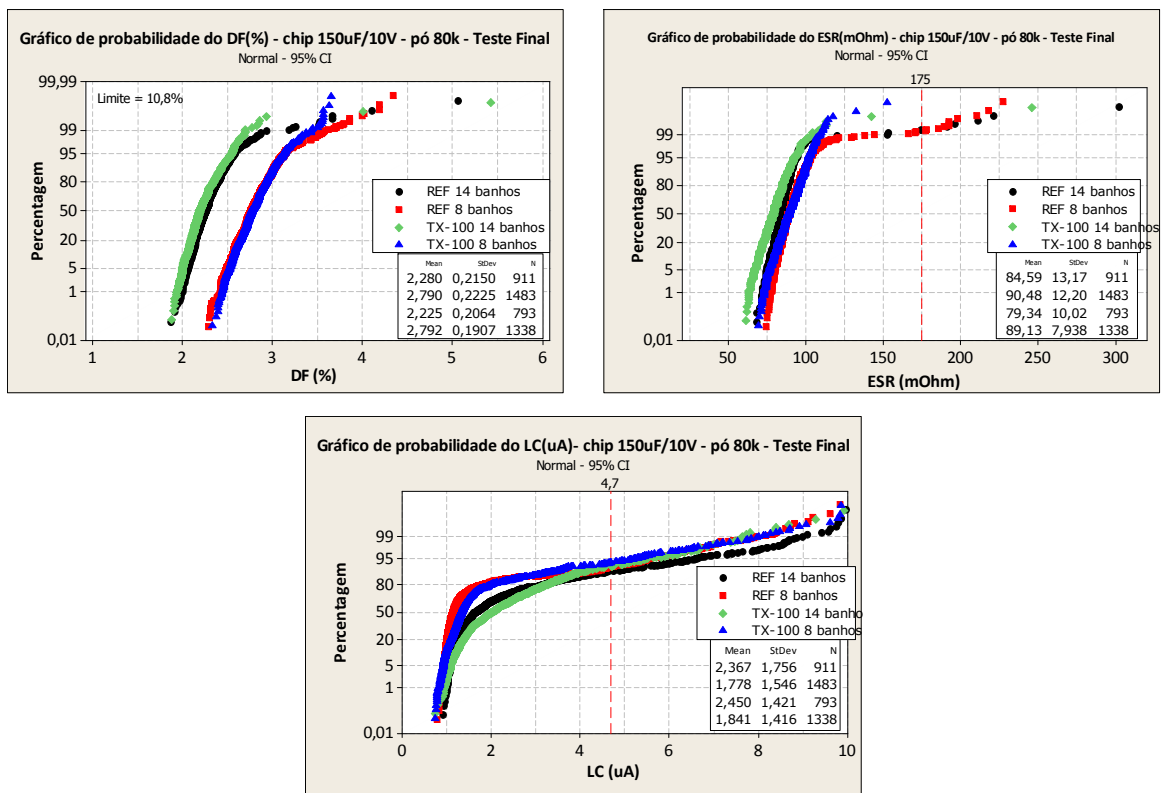 Gráfico de probabilidade do DF(%) - chip 150uF/10V - pó 80k - Teste Final
Normal - 95% CI
Limite = 10,8%
Percentagem
99,99
99
95
80
50
20
5
1
0,01
REF 14 banhos
REF 8 banhos
TX-100 14 banhos
TX-100 8 banhos
Mean StDev N
2,280 0,2150 911
2,790 0,2225 1483
2,225 0,2064 793
2,792 0,1907 1338
1 2 3 4 5 6
DF (%)
Gráfico de probabilidade do ESR(mOhm) - chip 150uF/10V - pó 80k - Teste Final
Normal - 95% CI
175
Percentagem
99
95
80
50
20
5
1
0,01
REF 14 banhos
REF 8 banhos
TX-100 14 banhos
TX-100 8 banhos
Mean StDev N
84,59 13,17 911
90,48 12,20 1483
79,34 10,02 793
89,13 7,938 1338
50 100 150 200 250 300
ESR (mOhm)
Gráfico de probabilidade do LC(uA)- chip 150uF/10V - pó 80k - Teste Final
Normal - 95% CI
4,7
Percentagem
99
95
80
50
20
5
1
0,01
REF 14 banhos
REF 8 banhos
TX-100 14 banho
TX-100 8 banhos
Mean StDev N
2,367 1,756 911
1,778 1,546 1483
2,450 1,421 793
1,841 1,416 1338
0 2 4 6 8 10
LC (uA)